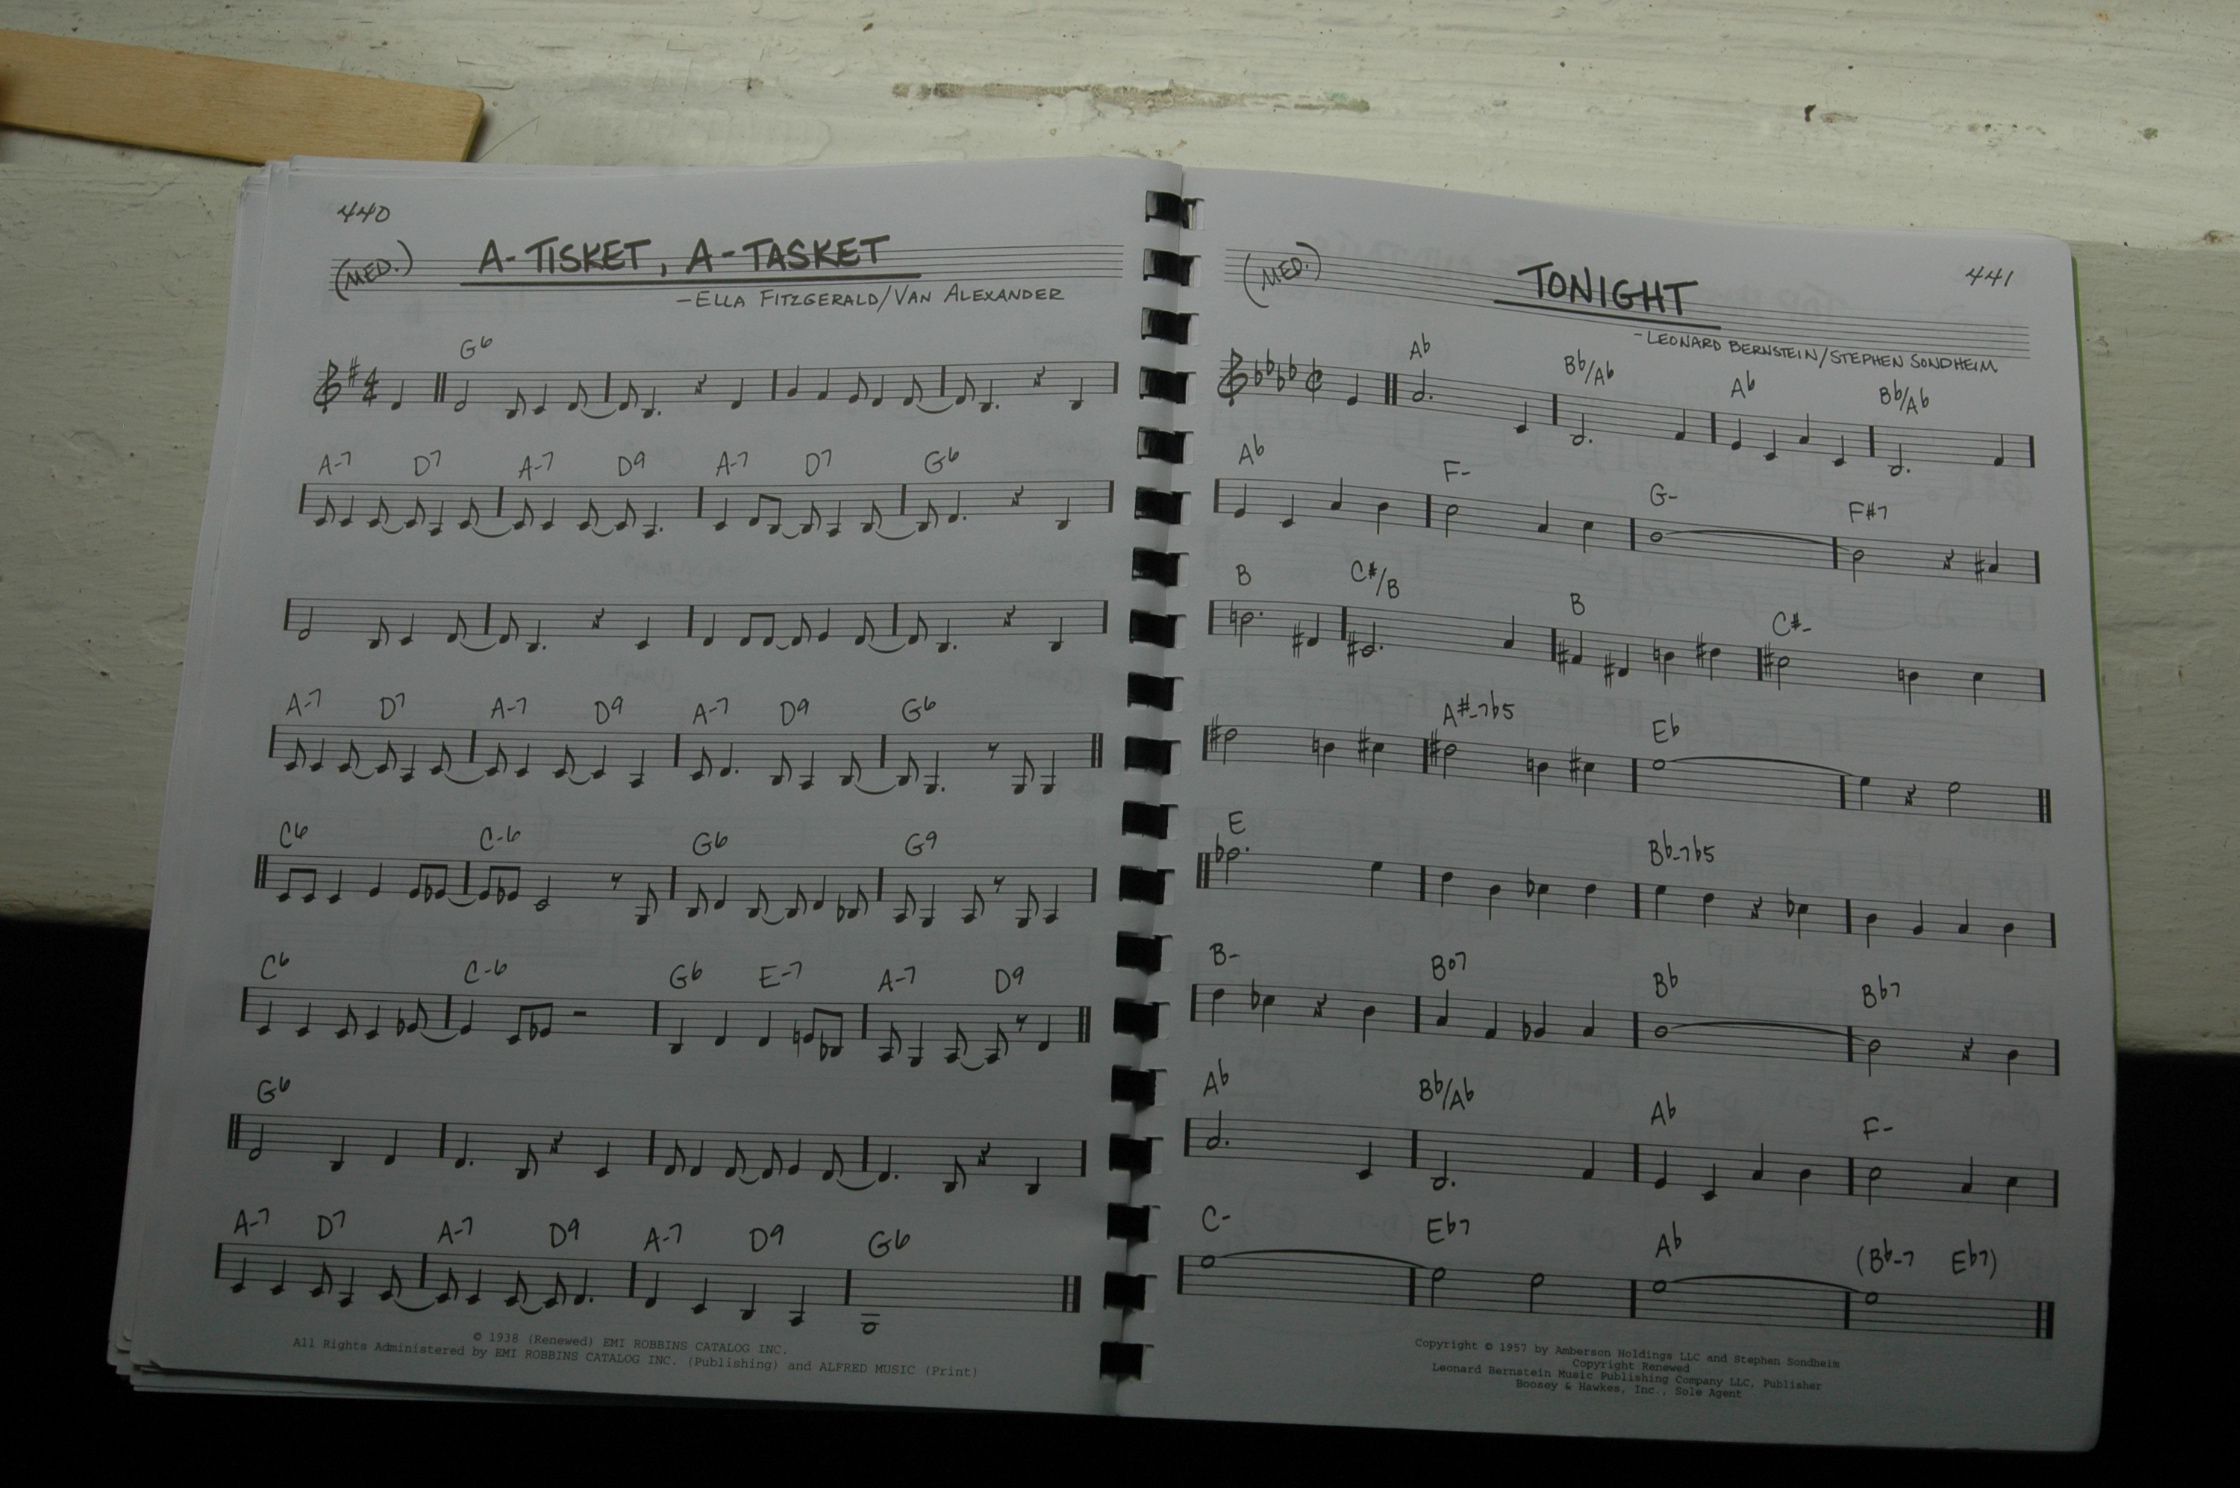 440
(MED.)
A-TISKET, A-TASKET
-ELLA FITZGERALD/VAN ALEXANDER
G6
A-7 D7 A-7 D9 A-7 D7 G6
A-7 D7 A-7 D9 A-7 D9 G6
C6 C-6 G6 G9
C6 C-6 G6 E-7 A-7 D9
G6
A-7 D7 A-7 D9 A-7 D9 G6
© 1938 (Renewed) EMI ROBBINS CATALOG INC.
All Rights Administered by EMI ROBBINS CATALOG INC. (Publishing) and ALFRED MUSIC (Print)
441
(MED.)
TONIGHT
-LEONARD BERNSTEIN/STEPHEN SONDHEIM
Ab Bb/Ab Ab Bb/Ab
Ab F- G- F#7
B C#/B B C#-
A#-7b5 Eb
E Bb-7b5
B- Bo7 Bb Bb7
Ab Bb/Ab Ab F-
C- Eb7 Ab (Bb-7 Eb7)
Copyright © 1957 by Amberson Holdings LLC and Stephen Sondheim
Copyright Renewed
Leonard Bernstein Music Publishing Company LLC, Publisher
Boosey & Hawkes, Inc., Sole Agent